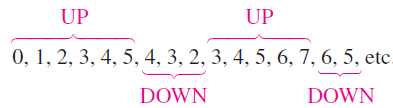 UP UP
0, 1, 2, 3, 4, 5, 4, 3, 2, 3, 4, 5, 6, 7, 6, 5, etc
DOWN DOWN